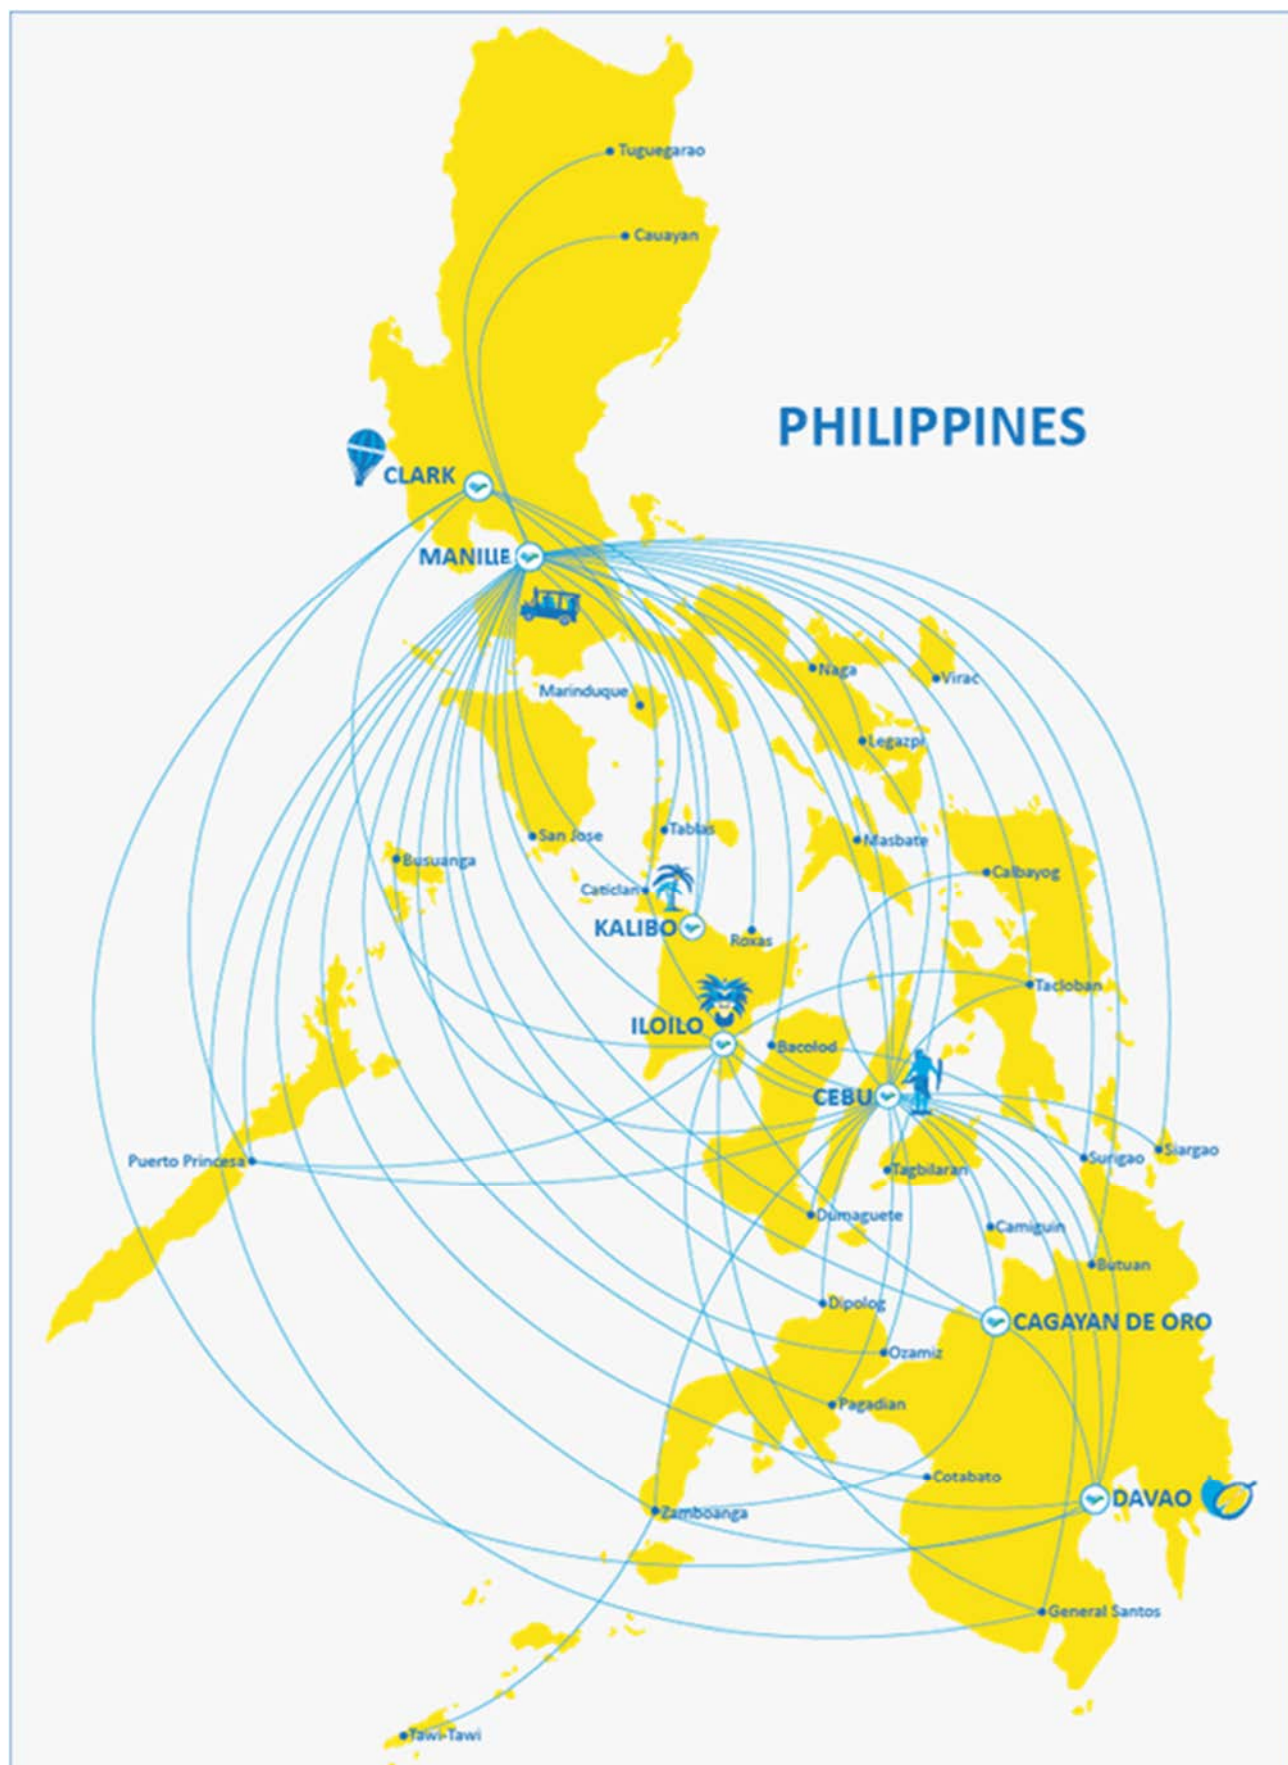 Tuguegarao
Cauayan
PHILIPPINES
CLARK
MANILLE
Naga
Virac
Marinduque
Legazpi
San Jose
Tablas
Masbate
Busuanga
Calbayog
Caticlan
KALIBO
Roxas
Tacloban
ILOILO
Bacolod
CEBU
Puerto Princesa
Tagbilaran
Surigao
Siargao
Dumaguete
Camiguin
Butuan
Dipolog
CAGAYAN DE ORO
Ozamiz
Pagadian
Cotabato
DAVAO
Zamboanga
General Santos
Tawi-Tawi